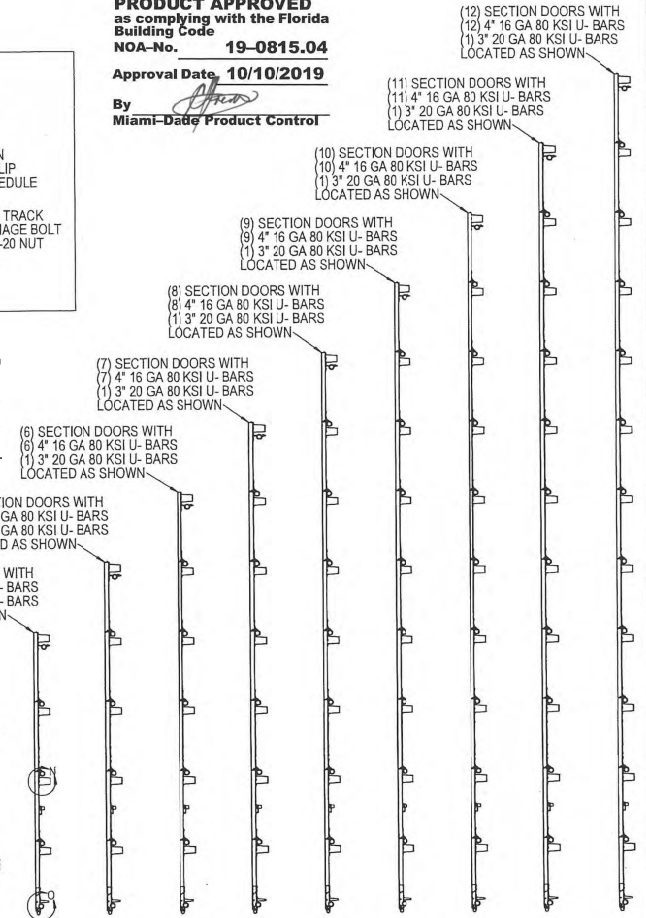 PRODUCT APPROVED
as complying with the Florida
Building Code
NOA–No. 19–0815.04
Approval Date 10/10/2019
By
Miami–Dade Product Control
LIP
EDULE
TRACK
IAGE BOLT
-20 NUT
(12) SECTION DOORS WITH
(12) 4" 16 GA 80 KSI U- BARS
(1) 3" 20 GA 80 KSI U- BARS
LOCATED AS SHOWN
(11) SECTION DOORS WITH
(11) 4" 16 GA 80 KSI U- BARS
(1) 3" 20 GA 80 KSI U- BARS
LOCATED AS SHOWN
(10) SECTION DOORS WITH
(10) 4" 16 GA 80 KSI U- BARS
(1) 3" 20 GA 80 KSI U- BARS
LOCATED AS SHOWN
(9) SECTION DOORS WITH
(9) 4" 16 GA 80 KSI U- BARS
(1) 3" 20 GA 80 KSI U- BARS
LOCATED AS SHOWN
(8) SECTION DOORS WITH
(8) 4" 16 GA 80 KSI U- BARS
(1) 3" 20 GA 80 KSI U- BARS
LOCATED AS SHOWN
(7) SECTION DOORS WITH
(7) 4" 16 GA 80 KSI U- BARS
(1) 3" 20 GA 80 KSI U- BARS
LOCATED AS SHOWN
(6) SECTION DOORS WITH
(6) 4" 16 GA 80 KSI U- BARS
(1) 3" 20 GA 80 KSI U- BARS
LOCATED AS SHOWN
ION DOORS WITH
GA 80 KSI U- BARS
GA 80 KSI U- BARS
D AS SHOWN
WITH
- BARS
- BARS
N
N
O